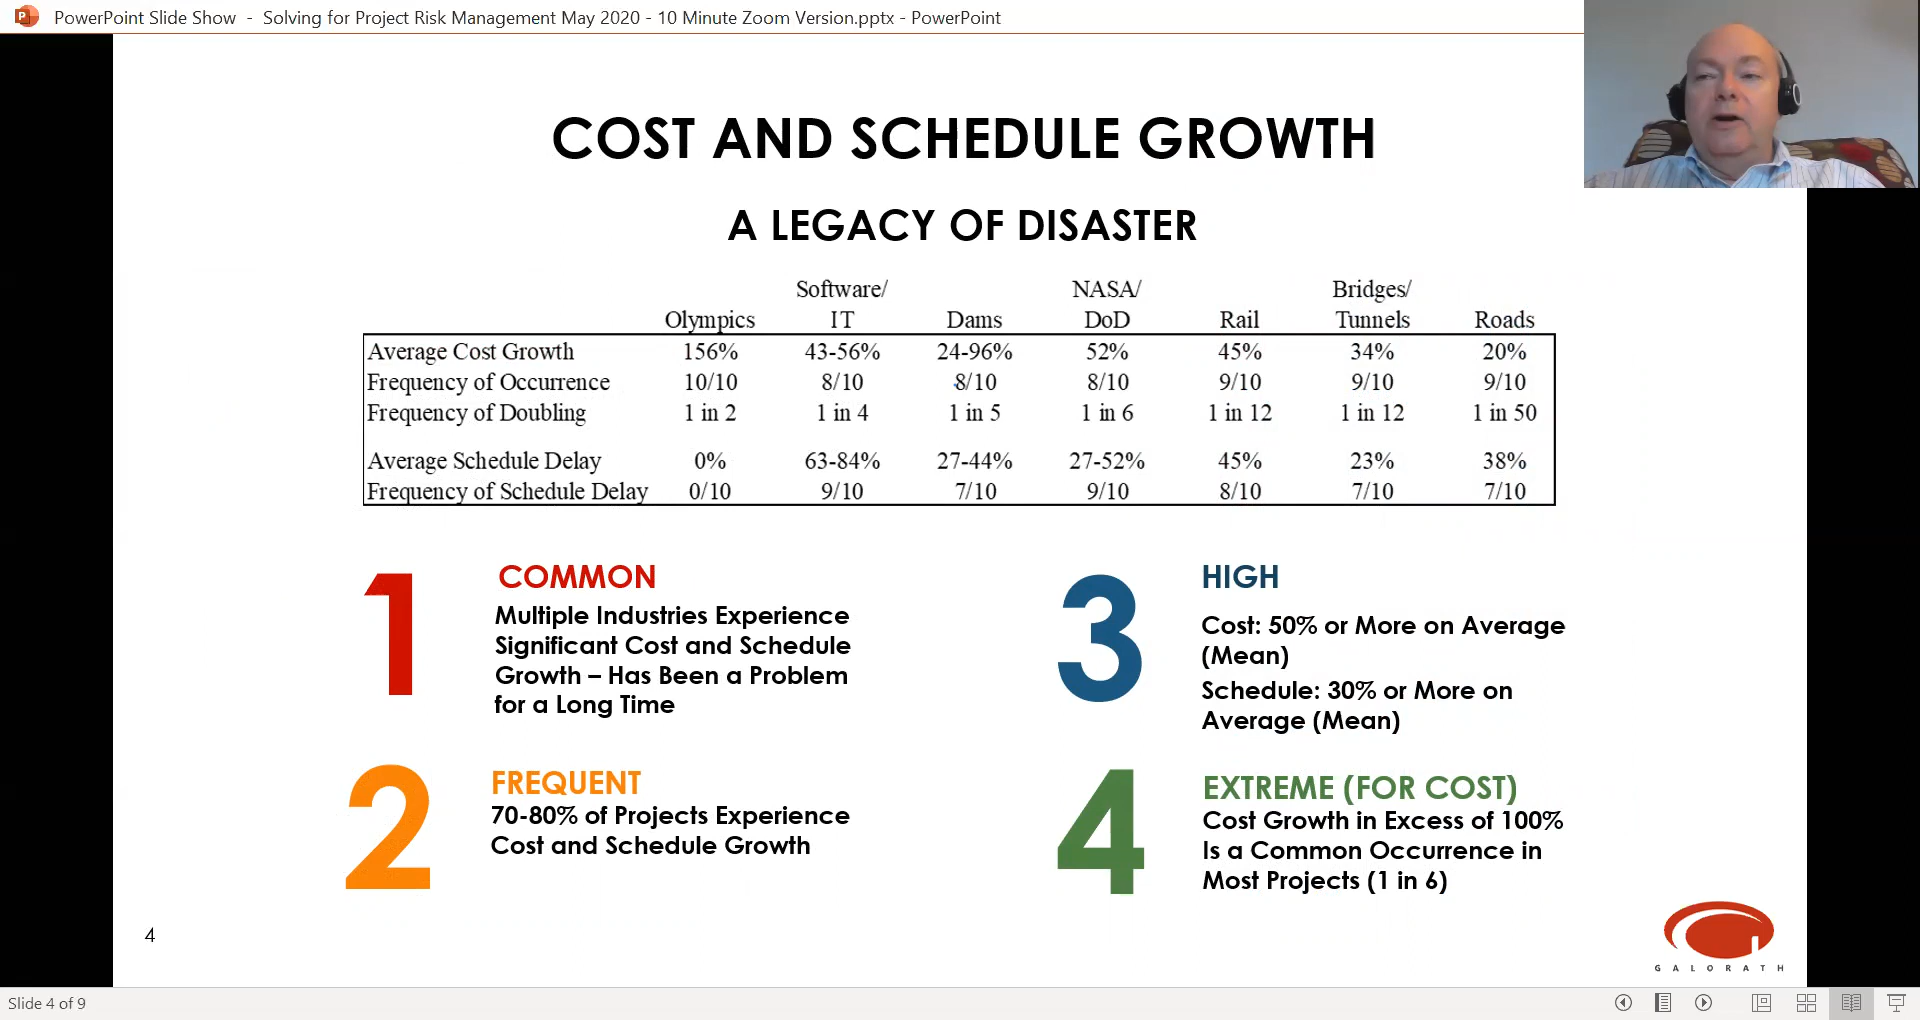 PowerPoint Slide Show - Solving for Project Risk Management May 2020 - 10 Minute Zoom Version.pptx - PowerPoint
COST AND SCHEDULE GROWTH
A LEGACY OF DISASTER
Software/ NASA/ Bridges/
Olympics IT Dams DoD Rail Tunnels Roads
Average Cost Growth 156% 43-56% 24-96% 52% 45% 34% 20%
Frequency of Occurrence 10/10 8/10 8/10 8/10 9/10 9/10 9/10
Frequency of Doubling 1 in 2 1 in 4 1 in 5 1 in 6 1 in 12 1 in 12 1 in 50
Average Schedule Delay 0% 63-84% 27-44% 27-52% 45% 23% 38%
Frequency of Schedule Delay 0/10 9/10 7/10 9/10 8/10 7/10 7/10
1
COMMON
Multiple Industries Experience
Significant Cost and Schedule
Growth – Has Been a Problem
for a Long Time
2
FREQUENT
70-80% of Projects Experience
Cost and Schedule Growth
3
HIGH
Cost: 50% or More on Average
(Mean)
Schedule: 30% or More on
Average (Mean)
4
EXTREME (FOR COST)
Cost Growth in Excess of 100%
Is a Common Occurrence in
Most Projects (1 in 6)
4
GALORATH
Slide 4 of 9